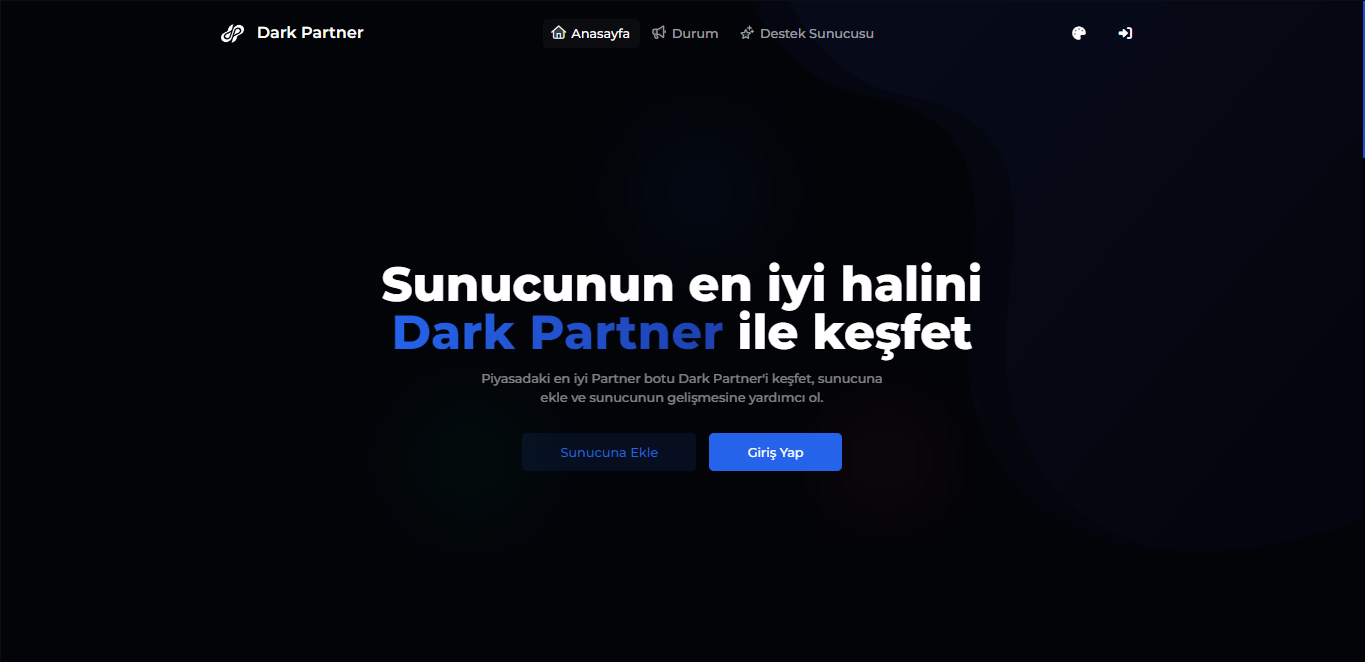 Dark Partner
Anasayfa
Durum
Destek Sunucusu
Sunucunun en iyi halini
Dark Partner ile keşfet
Piyasadaki en iyi Partner botu Dark Partner'i keşfet, sunucuna
ekle ve sunucunun gelişmesine yardımcı ol.
Sunucuna Ekle
Giriş Yap